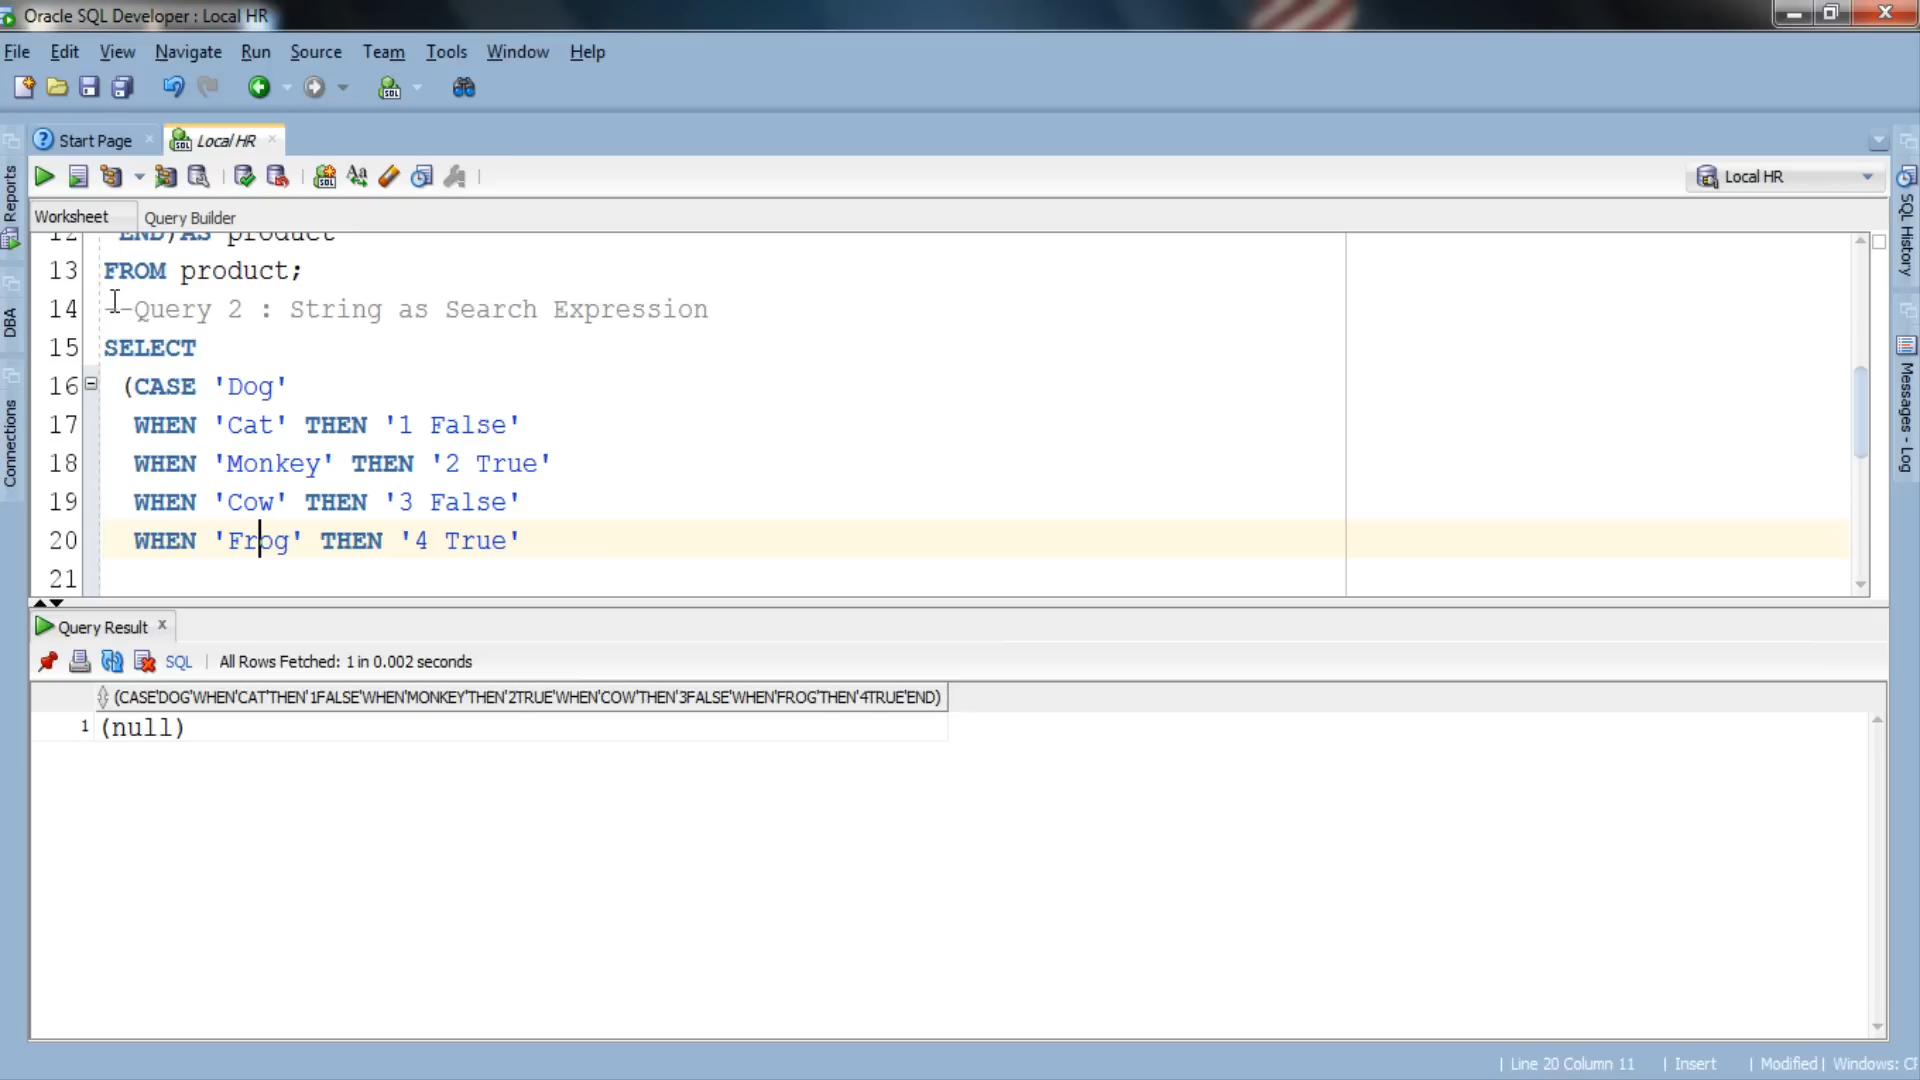 Oracle SQL Developer : Local HR
File Edit View Navigate Run Source Team Tools Window Help
Start Page
Local HR
Local HR
Worksheet Query Builder
12 END)AS product
13 FROM product;
14 --Query 2 : String as Search Expression
15 SELECT
16 (CASE 'Dog'
17 WHEN 'Cat' THEN '1 False'
18 WHEN 'Monkey' THEN '2 True'
19 WHEN 'Cow' THEN '3 False'
20 WHEN 'Frog' THEN '4 True'
21
Query Result
SQL | All Rows Fetched: 1 in 0.002 seconds
(CASE'DOG'WHEN'CAT'THEN'1FALSE'WHEN'MONKEY'THEN'2TRUE'WHEN'COW'THEN'3FALSE'WHEN'FROG'THEN'4TRUE'END)
1 (null)
Reports
DBA
Connections
SQL History
Messages - Log
| Line 20 Column 11 | Insert | Modified | Windows: